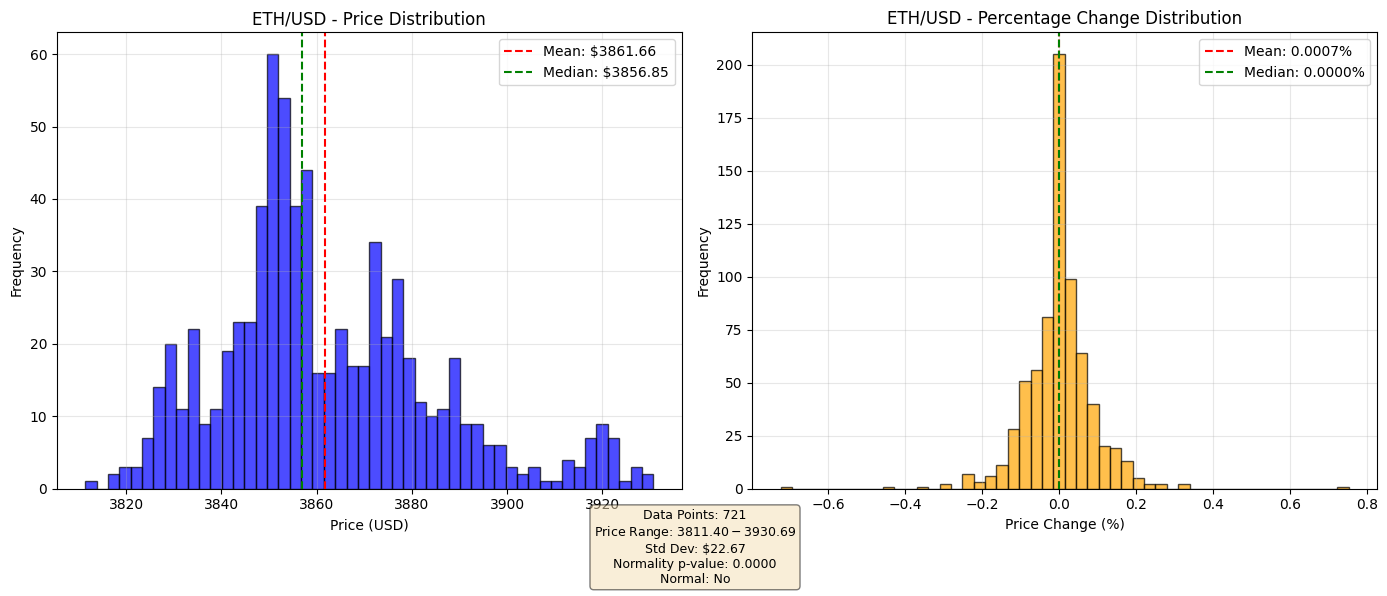 ETH/USD - Price Distribution
60
50
40
30
20
10
0
Frequency
3820
3840
3860
3880
3900
3920
Price (USD)
Mean: $3861.66
Median: $3856.85
ETH/USD - Percentage Change Distribution
200
175
150
125
100
75
50
25
0
Frequency
−0.6
−0.4
−0.2
0.0
0.2
0.4
0.6
0.8
Price Change (%)
Mean: 0.0007%
Median: 0.0000%
Data Points: 721
Price Range: 3811.40 − 3930.69
Std Dev: $22.67
Normality p-value: 0.0000
Normal: No